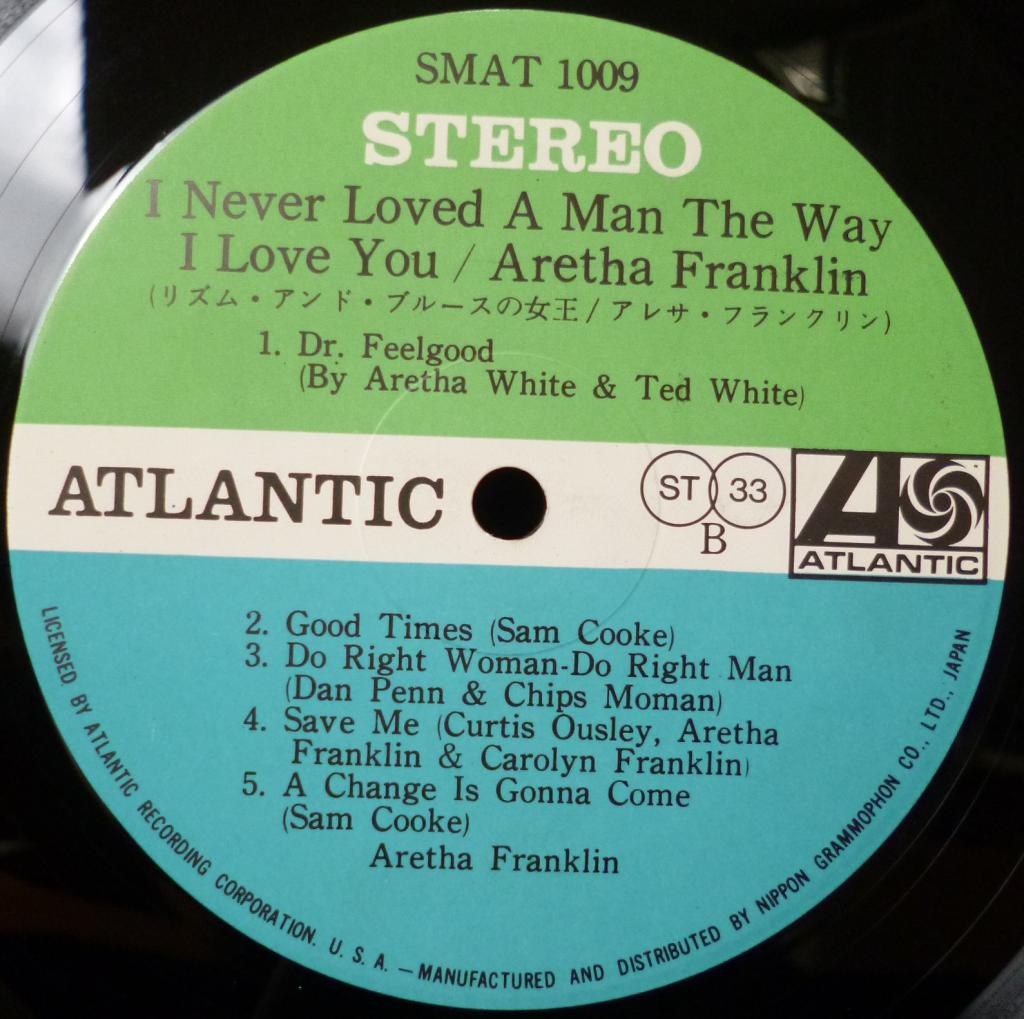 SMAT 1009
STEREO
I Never Loved A Man The Way
I Love You / Aretha Franklin
(リズム・アンド・ブルースの女王/アレサ・フランクリン)
1. Dr. Feelgood
(By Aretha White & Ted White)
ATLANTIC
ST 33
B
ATLANTIC
2. Good Times (Sam Cooke)
3. Do Right Woman-Do Right Man
(Dan Penn & Chips Moman)
4. Save Me (Curtis Ousley, Aretha
Franklin & Carolyn Franklin)
5. A Change Is Gonna Come
(Sam Cooke)
Aretha Franklin
LICENSED BY ATLANTIC RECORDING CORPORATION. U. S. A. — MANUFACTURED AND DISTRIBUTED BY NIPPON GRAMMOPHON CO., LTD., JAPAN